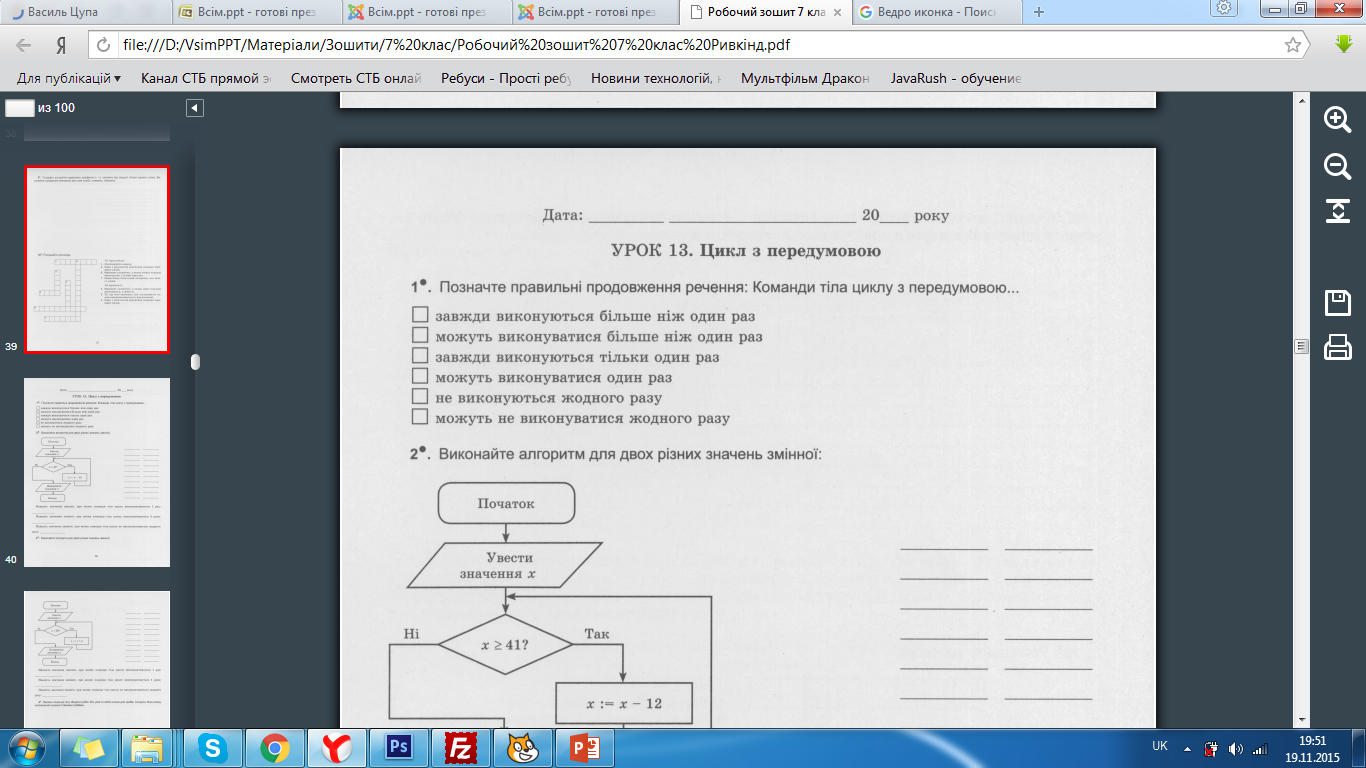 Василь Цупа
Всім.ppt - готові през
Всім.ppt - готові през
Всім.ppt - готові през
Робочий зошит 7 кла
Ведро иконка - Поис
file:///D:/VsimPPT/Матеріали/Зошити/7%20клас/Робочий%20зошит%207%20клас%20Ривкінд.pdf
Для публікацій
Канал СТБ прямой э
Смотреть СТБ онлай
Ребуси - Прості ребу
Новини технологій,
Мультфільм Дракон
JavaRush - обучение
из 100
38
39
40
Дата: ________ ________________ 20___ року
УРОК 13. Цикл з передумовою
1●. Позначте правильні продовження речення: Команди тіла циклу з передумовою...
завжди виконуються більше ніж один раз
можуть виконуватися більше ніж один раз
завжди виконуються тільки один раз
можуть виконуватися один раз
не виконуються жодного разу
можуть не виконуватися жодного разу
2●. Виконайте алгоритм для двох різних значень змінної:
Початок
Увести
значення x
Ні
x ≥ 41?
Так
x := x − 12
UK
19:51
19.11.2015